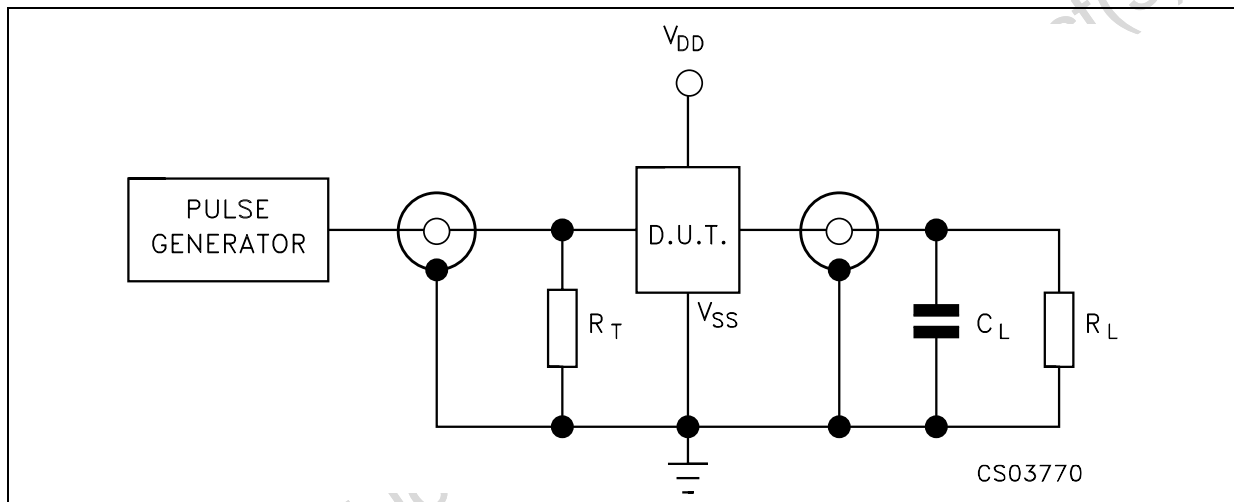 VDD
PULSE
GENERATOR
D.U.T.
VSS
RT
CL
RL
CS03770